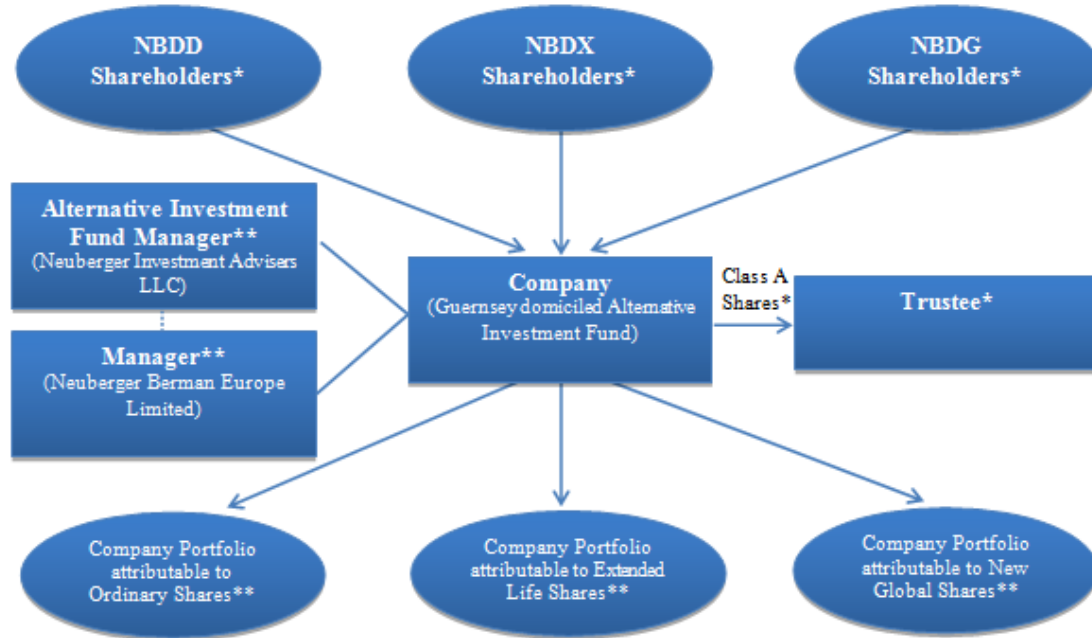 NBDD
Shareholders*
NBDX
Shareholders*
NBDG
Shareholders*
Alternative Investment
Fund Manager**
(Neuberger Investment Advisers
LLC)
Company
(Guernsey domiciled Alternative
Investment Fund)
Class A
Shares*
Trustee*
Manager**
(Neuberger Berman Europe
Limited)
Company Portfolio
attributable to
Ordinary Shares**
Company Portfolio
attributable to Extended
Life Shares**
Company Portfolio
attributable to New
Global Shares**